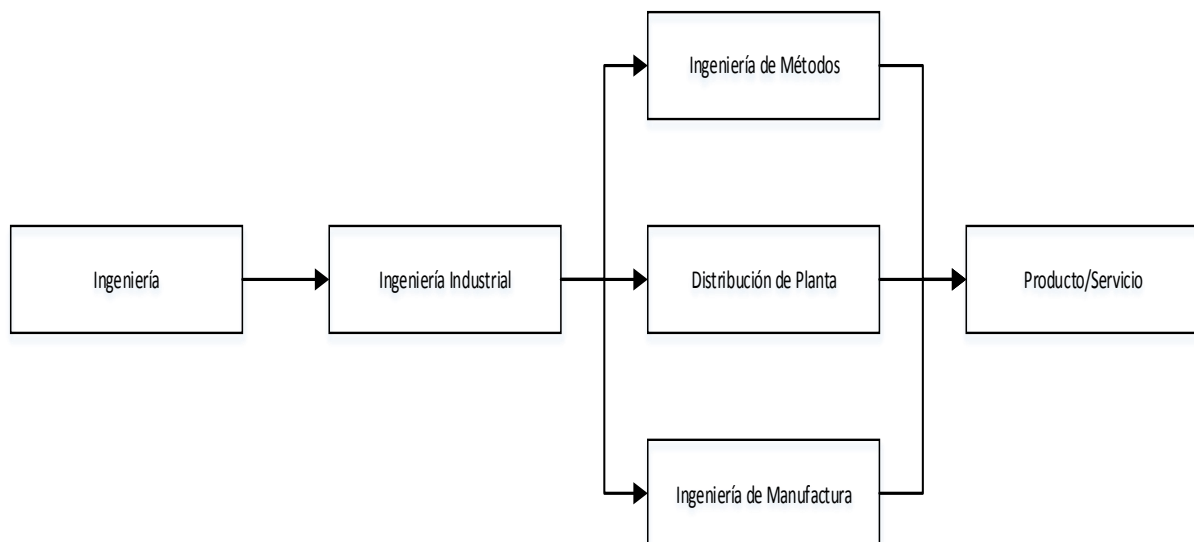 Ingeniería de Métodos
Ingeniería
Ingeniería Industrial
Distribución de Planta
Producto/Servicio
Ingeniería de Manufactura